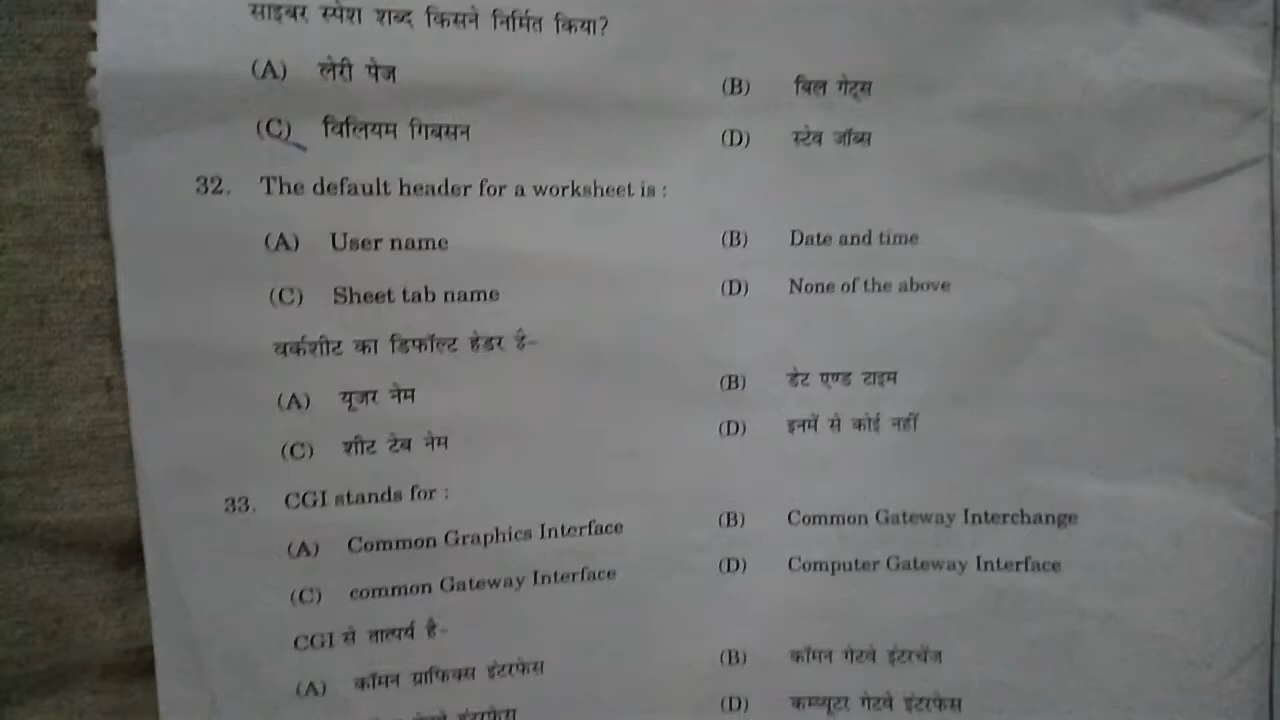 साइबर स्पेश शब्द किसने निर्मित किया?
(A) लेरी पेज (B) बिल गेट्स
(C) विलियम गिबसन (D) स्टेव जॉब्स
32. The default header for a worksheet is :
(A) User name (B) Date and time
(C) Sheet tab name (D) None of the above
वर्कशीट का डिफॉल्ट हेडर है-
(A) यूजर नेम (B) डेट एण्ड टाइम
(C) शीट टेब नेम (D) इनमें से कोई नहीं
33. CGI stands for :
(A) Common Graphics Interface (B) Common Gateway Interchange
(C) common Gateway Interface (D) Computer Gateway Interface
CGI से तात्पर्य है-
(A) कॉमन ग्राफिक्स इंटरफेस (B) कॉमन गेटवे इंटरचेंज
गेटवे इंटरफेस (D) कम्प्यूटर गेटवे इंटरफेस